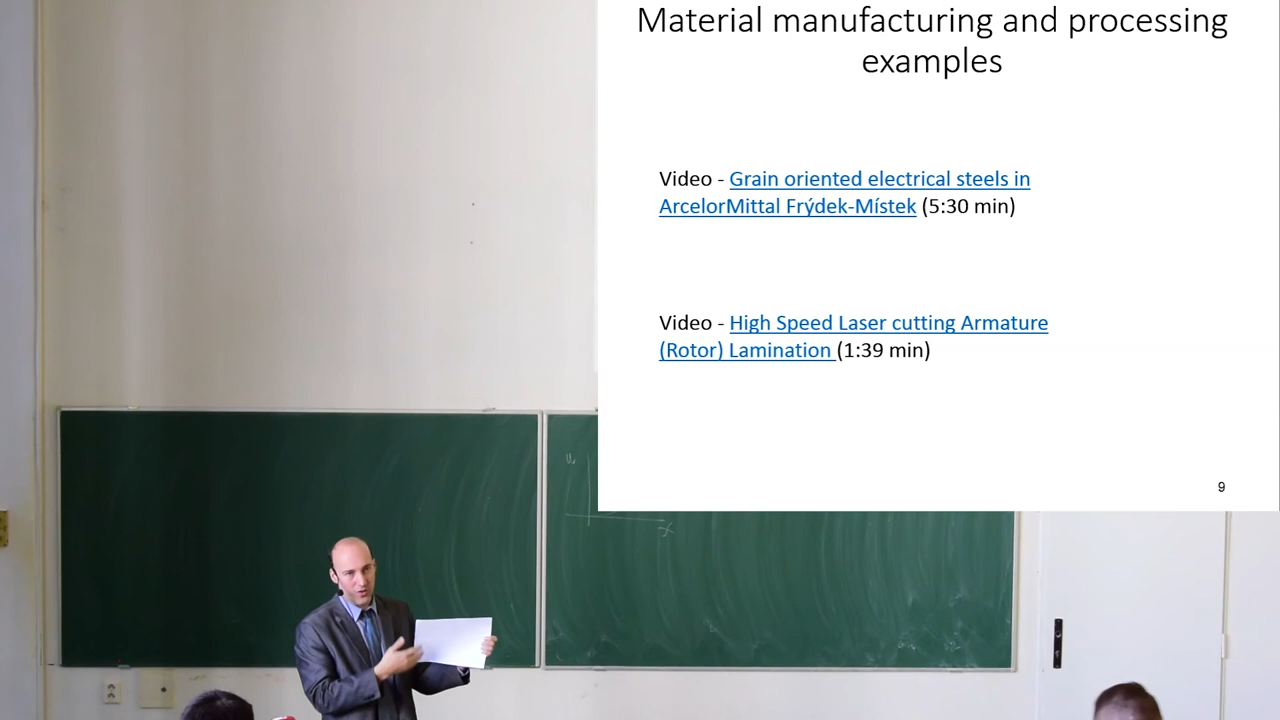 Material manufacturing and processing
examples
Video - Grain oriented electrical steels in
ArcelorMittal Frýdek-Místek (5:30 min)
Video - High Speed Laser cutting Armature
(Rotor) Lamination (1:39 min)
9
u
x